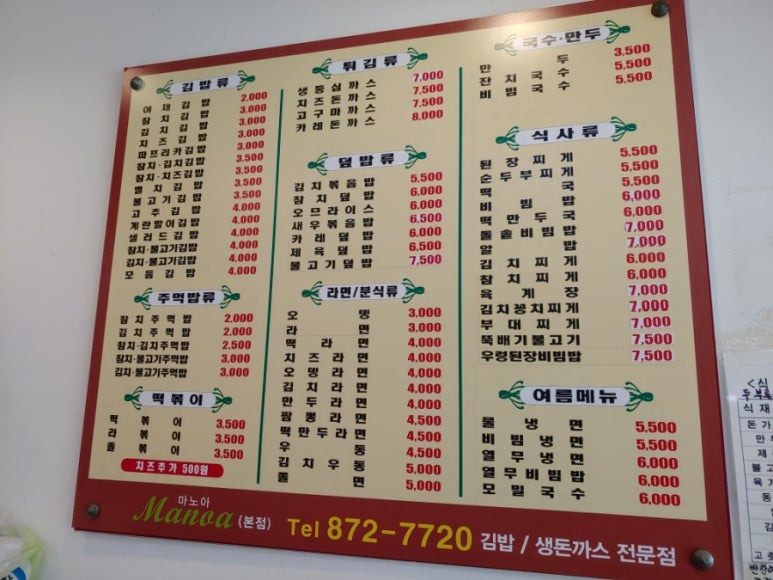 김밥류
야채김밥 2.000
참치김밥 3.000
김치김밥 3.000
치즈김밥 3.000
파프리카김밥 3.000
참치·김치김밥 3.500
참치·치즈김밥 3.500
멸치김밥 3.500
불고기김밥 3.500
고추김밥 4.000
계란말이김밥 4.000
샐러드김밥 4.000
참치·불고기김밥 4.000
김치·불고기김밥 4.000
모듬김밥 4.000
주먹밥류
참치주먹밥 2,000
김치주먹밥 2,000
참치·김치주먹밥 2,500
참치·불고기주먹밥 3,000
김치·불고기주먹밥 3,000
떡볶이
떡볶이 3,500
라볶이 3,500
쫄볶이 3,500
치즈추가 500원
튀김류
생등심까스 7,000
치즈돈까스 7,500
고구마까스 7,500
카레돈까스 8,000
덮밥류
김치볶음밥 5,500
참치덮밥 6,000
오므라이스 6,000
새우볶음밥 6,500
카레덮밥 6,000
제육덮밥 6,500
불고기덮밥 7,500
라면/분식류
오뎅 3,000
라면 3,000
떡라면 4,000
치즈라면 4,000
오뎅라면 4,000
김치라면 4,000
만두라면 4,000
짬뽕라면 4,500
떡만두라면 4,500
우동 4,500
김치우동 5,000
쫄면 5,000
국수·만두
만두 3,500
잔치국수 5,500
비빔국수 5,500
식사류
된장찌게 5,500
순두부찌게 5,500
떡국 5,500
비빔밥 6,000
떡만두국 6,000
돌솥비빔밥 7,000
알밥 7,000
김치찌게 6,000
참치찌게 6,000
육게장 7,000
김치꽁치찌게 7,000
부대찌게 7,000
뚝배기불고기 7,500
우렁된장비빔밥 7,500
여름메뉴
물냉면 5,500
비빔냉면 5,500
열무냉면 6,000
열무비빔밥 6,000
모밀국수 6,000
마노아
Manoa (본점) Tel 872-7720 김밥 / 생돈까스 전문점
<식
식재
돈가